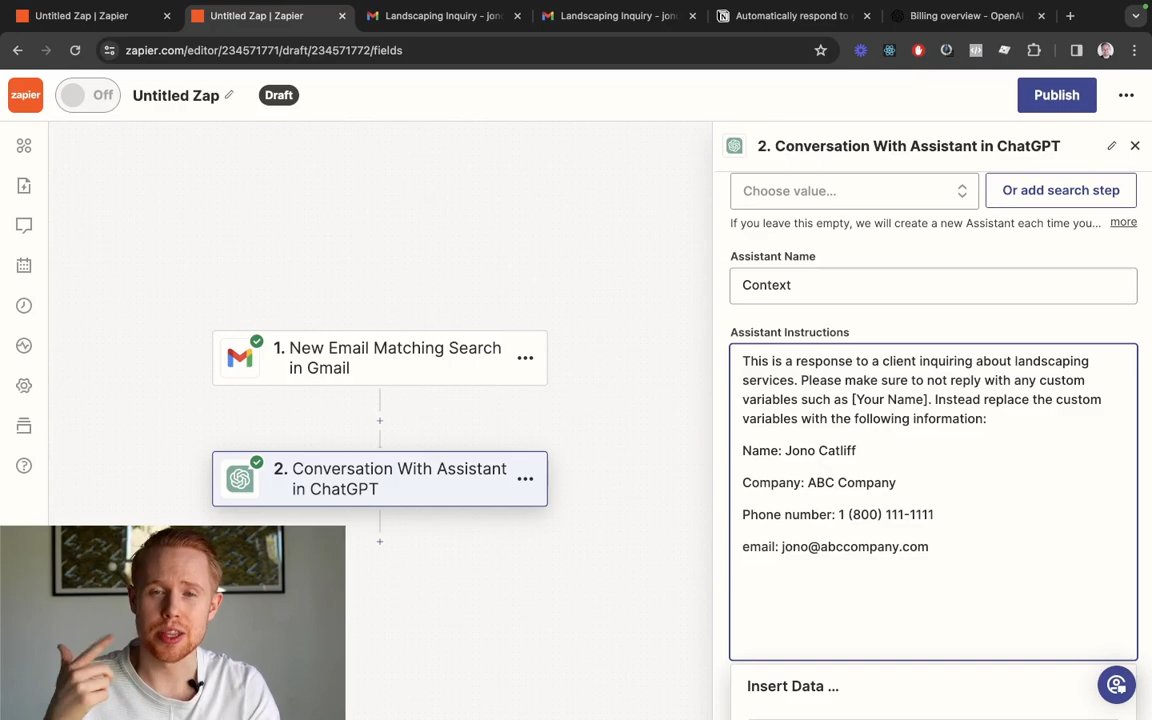 Untitled Zap | Zapier
Untitled Zap | Zapier
Landscaping Inquiry - jono
Landscaping Inquiry - jono
Automatically respond to
Billing overview - OpenAI
zapier.com/editor/234571771/draft/234571772/fields
zapier
Off
Untitled Zap
Draft
Publish
2. Conversation With Assistant in ChatGPT
Choose value...
Or add search step
If you leave this empty, we will create a new Assistant each time you...
more
Assistant Name
Context
Assistant Instructions
This is a response to a client inquiring about landscaping
services. Please make sure to not reply with any custom
variables such as [Your Name]. Instead replace the custom
variables with the following information:
Name: Jono Catliff
Company: ABC Company
Phone number: 1 (800) 111-1111
email: jono@abccompany.com
Insert Data ...
1. New Email Matching Search
in Gmail
2. Conversation With Assistant
in ChatGPT